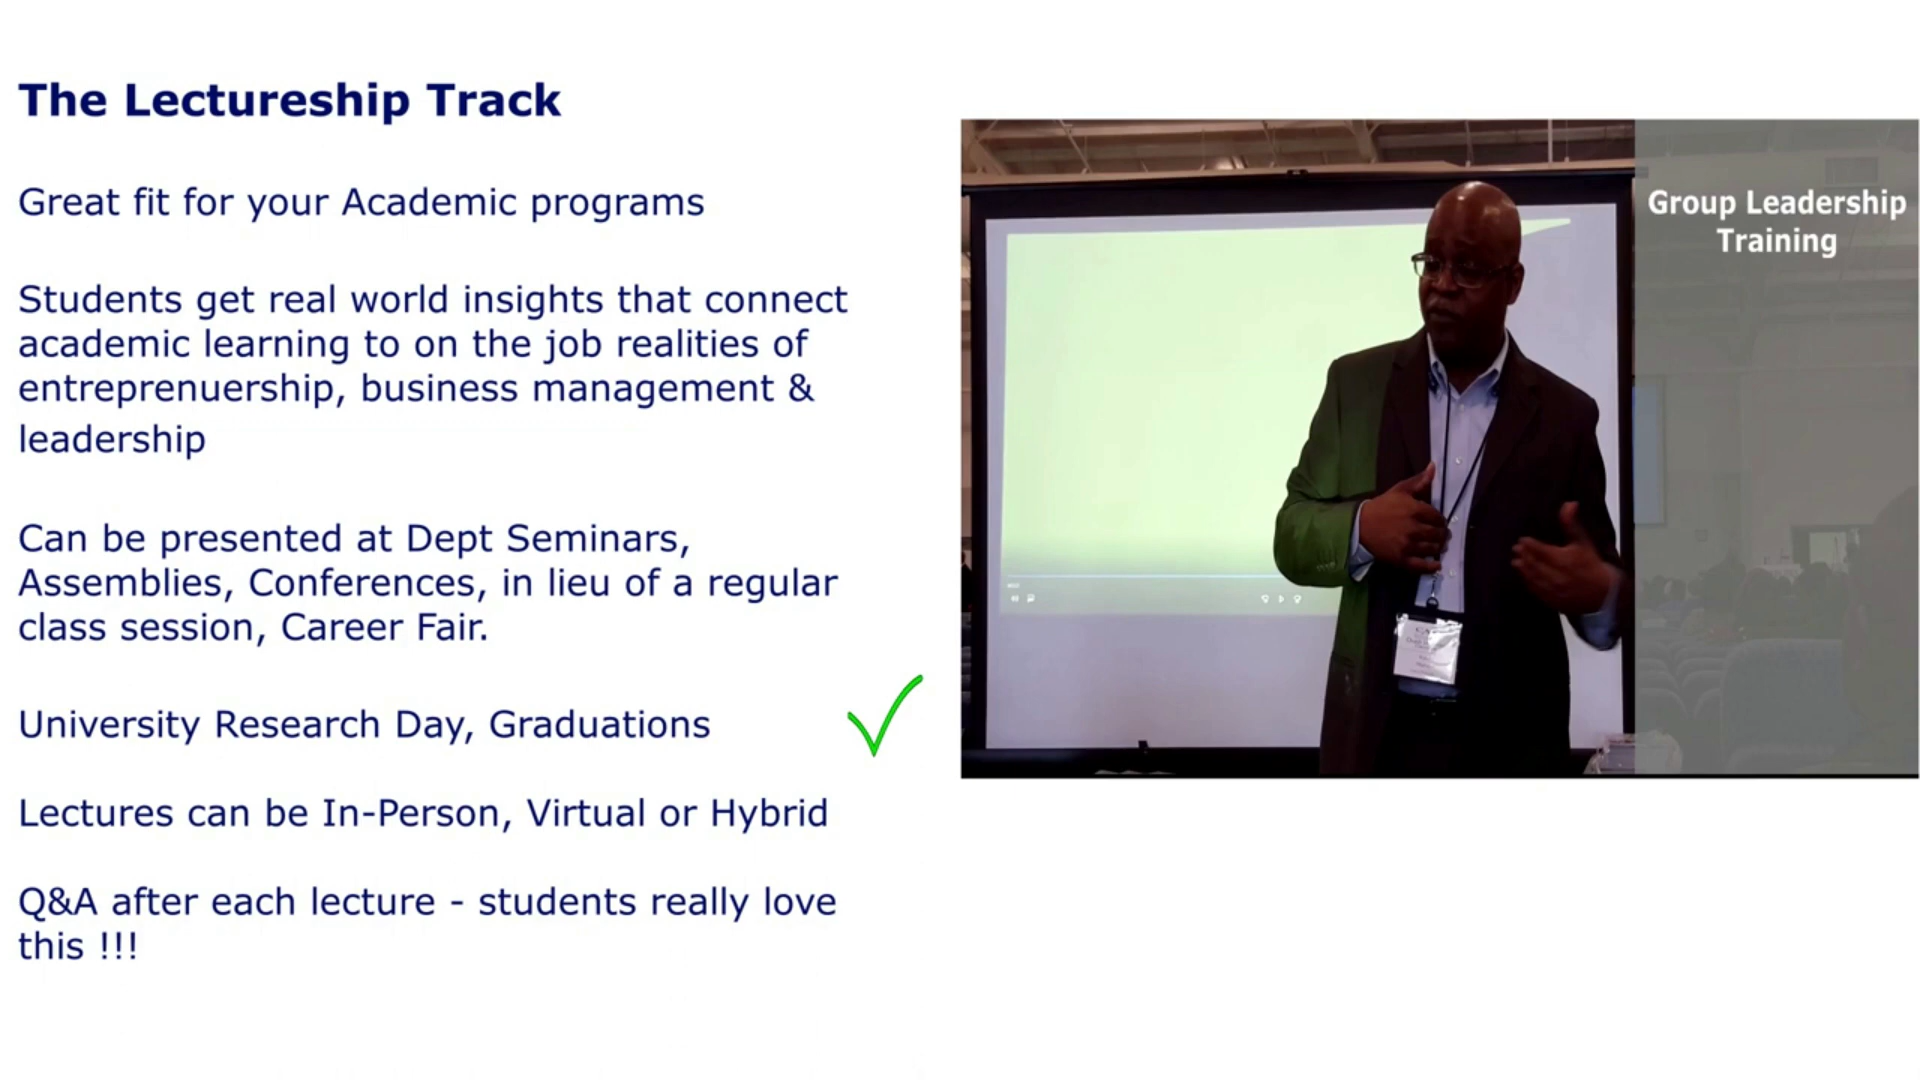 The Lectureship Track
Great fit for your Academic programs
Students get real world insights that connect
academic learning to on the job realities of
entreprenuership, business management &
leadership
Can be presented at Dept Seminars,
Assemblies, Conferences, in lieu of a regular
class session, Career Fair.
University Research Day, Graduations
Lectures can be In-Person, Virtual or Hybrid
Q&A after each lecture - students really love
this !!!
Group Leadership
Training